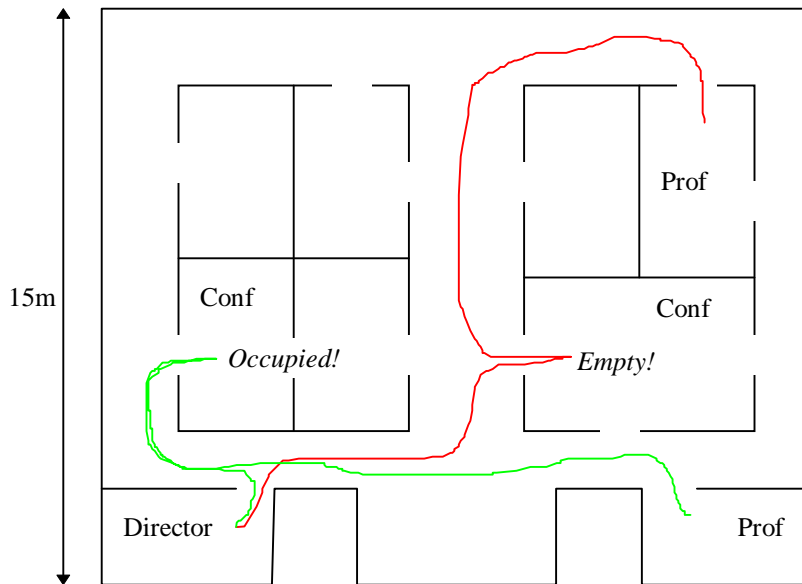 Prof
15m
Conf
Conf
Occupied!
Empty!
Director
Prof